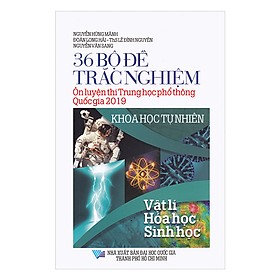 NGUYỄN HÙNG MÃNH
ĐOÀN LONG HẢI - ThS LÊ ĐÌNH NGUYÊN
NGUYỄN VĂN SANG
36 BỘ ĐỀ
TRẮC NGHIỆM
Ôn luyện thi Trung học phổ thông
Quốc gia 2019
KHOA HỌC TỰ NHIÊN
Vật lí
Hóa học
Sinh học
NHÀ XUẤT BẢN ĐẠI HỌC QUỐC GIA
THÀNH PHỐ HỒ CHÍ MINH